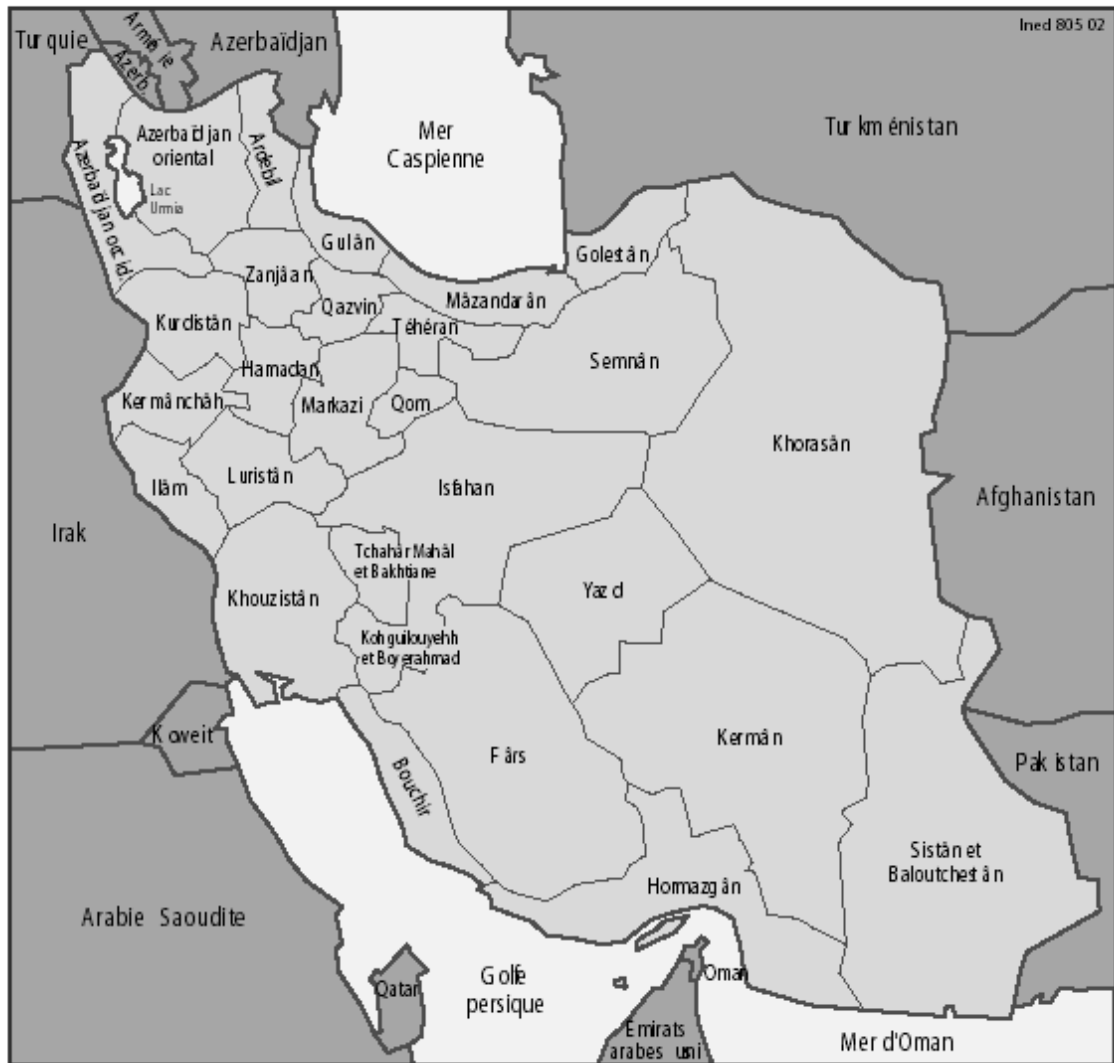 Ined 805 02
Turquie
Arménie
Azerb.
Azerbaïdjan
Mer
Caspienne
Turkménistan
Azerbaïdjan
oriental
Ardebil
Azerbaïdjan occid.
Lac
Urmia
Gulân
Golestân
Zanjâan
Qazvin
Mâzandarân
Téhéran
Kurdistân
Hamadan
Semnân
Kermânchâh
Markazi
Qom
Khorasân
Ilâm
Luristân
Isfahan
Afghanistan
Irak
Tchahâr Mahâl
et Bakhtiane
Khouzistân
Yazd
Kohguilouyehh
et Boyerahmad
Koweit
Bouchir
Fârs
Kermân
Pakistan
Sistân et
Baloutchestân
Hormazgân
Arabie Saoudite
Qatar
Golfe
persique
Oman
Emirats
arabes uni
Mer d'Oman